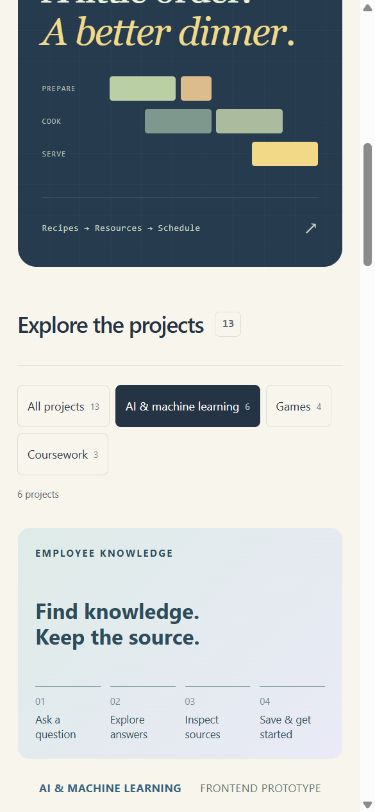 A little order.
A better dinner.
PREPARE
COOK
SERVE
Recipes → Resources → Schedule ↗
Explore the projects 13
All projects 13 AI & machine learning 6 Games 4
Coursework 3
6 projects
EMPLOYEE KNOWLEDGE
Find knowledge.
Keep the source.
01 02 03 04
Ask a question Explore answers Inspect sources Save & get started
AI & MACHINE LEARNING FRONTEND PROTOTYPE